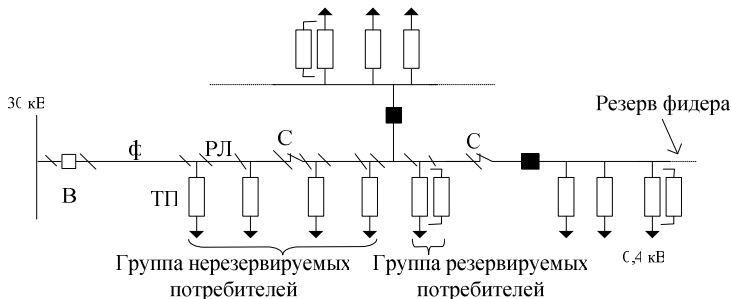 30 кВ
Резерв фидера
ф
РЛ
С
С
В
ТП
0,4 кВ
Группа нерезервируемых
потребителей
Группа резервируемых
потребителей